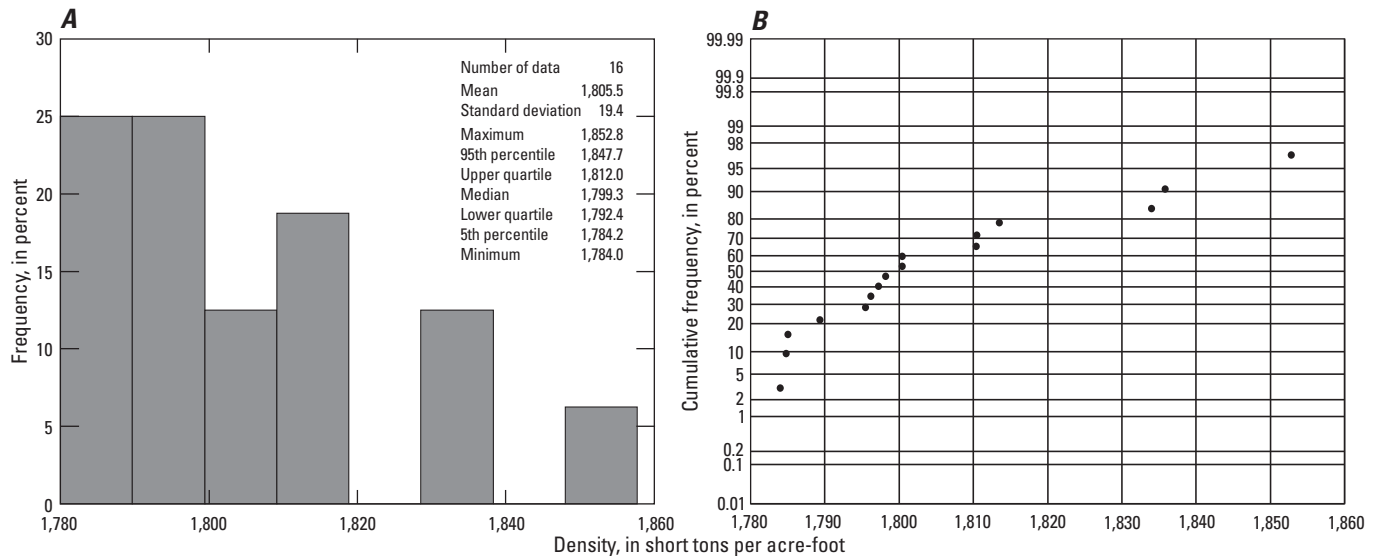 A
Frequency, in percent
30
25
20
15
10
5
0
1,780
1,800
1,820
1,840
1,860
Number of data 16
Mean 1,805.5
Standard deviation 19.4
Maximum 1,852.8
95th percentile 1,847.7
Upper quartile 1,812.0
Median 1,799.3
Lower quartile 1,792.4
5th percentile 1,784.2
Minimum 1,784.0
B
Cumulative frequency, in percent
99.99
99.9
99.8
99
98
95
90
80
70
60
50
40
30
20
10
5
2
1
0.2
0.1
0.01
1,780
1,790
1,800
1,810
1,820
1,830
1,840
1,850
1,860
Density, in short tons per acre-foot